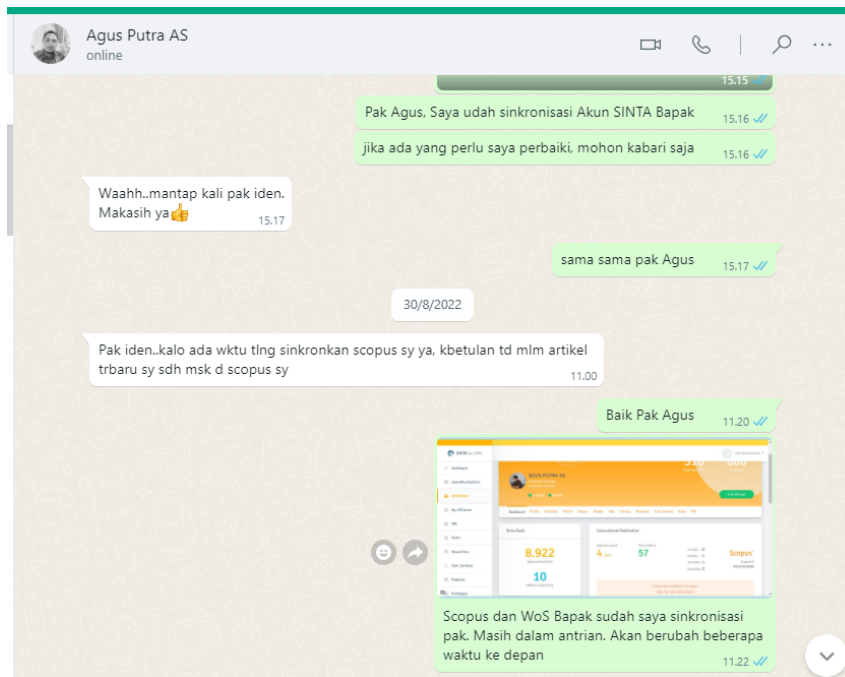 Agus Putra AS
online
15.15
Pak Agus, Saya udah sinkronisasi Akun SINTA Bapak
15.16
jika ada yang perlu saya perbaiki, mohon kabari saja
15.16
Waahh..mantap kali pak iden.
Makasih ya👍
15.17
sama sama pak Agus
15.17
30/8/2022
Pak iden..kalo ada wktu tlng sinkronkan scopus sy ya, kbetulan td mlm artikel
trbaru sy sdh msk d scopus sy
11.00
Baik Pak Agus
11.20
AGUS PUTRA AS
Dashboard
8.922
10
4
57
Scopus
Scopus dan WoS Bapak sudah saya sinkronisasi
pak. Masih dalam antrian. Akan berubah beberapa
waktu ke depan
11.22